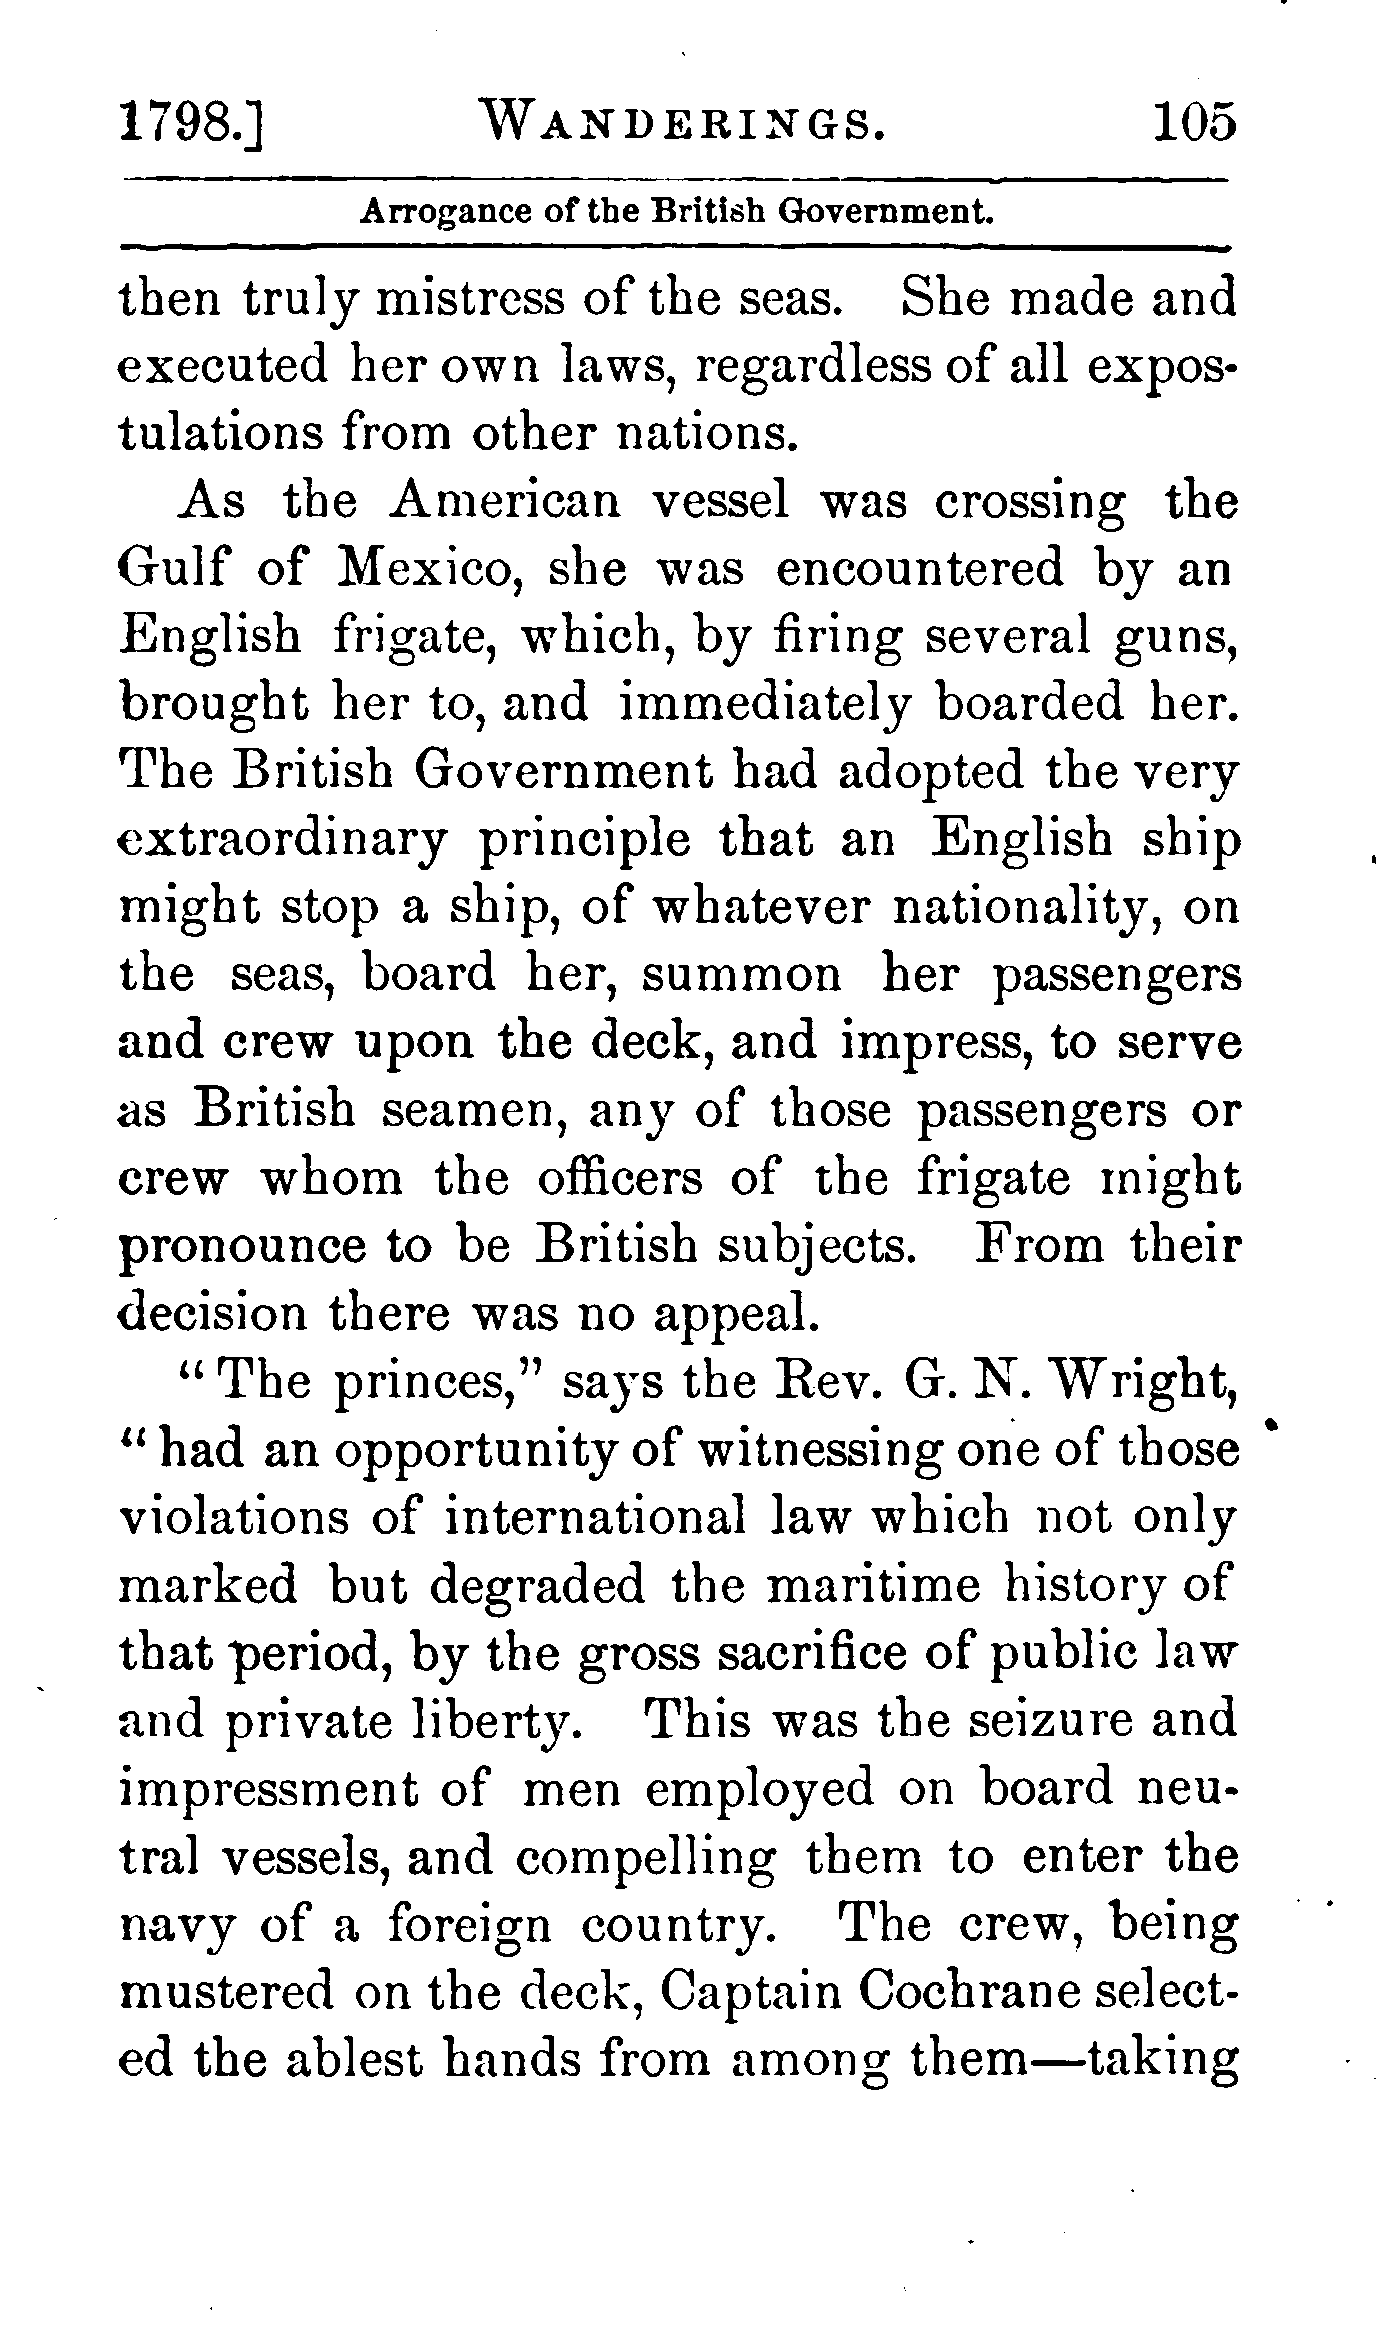 1798.] WANDERINGS. 105
Arrogance of the British Government.
then truly mistress of the seas. She made and
executed her own laws, regardless of all expos-
tulations from other nations.
As the American vessel was crossing the
Gulf of Mexico, she was encountered by an
English frigate, which, by firing several guns,
brought her to, and immediately boarded her.
The British Government had adopted the very
extraordinary principle that an English ship
might stop a ship, of whatever nationality, on
the seas, board her, summon her passengers
and crew upon the deck, and impress, to serve
as British seamen, any of those passengers or
crew whom the officers of the frigate might
pronounce to be British subjects. From their
decision there was no appeal.
“The princes,” says the Rev. G. N. Wright,
“had an opportunity of witnessing one of those
violations of international law which not only
marked but degraded the maritime history of
that period, by the gross sacrifice of public law
and private liberty. This was the seizure and
impressment of men employed on board neu-
tral vessels, and compelling them to enter the
navy of a foreign country. The crew, being
mustered on the deck, Captain Cochrane select-
ed the ablest hands from among them—taking